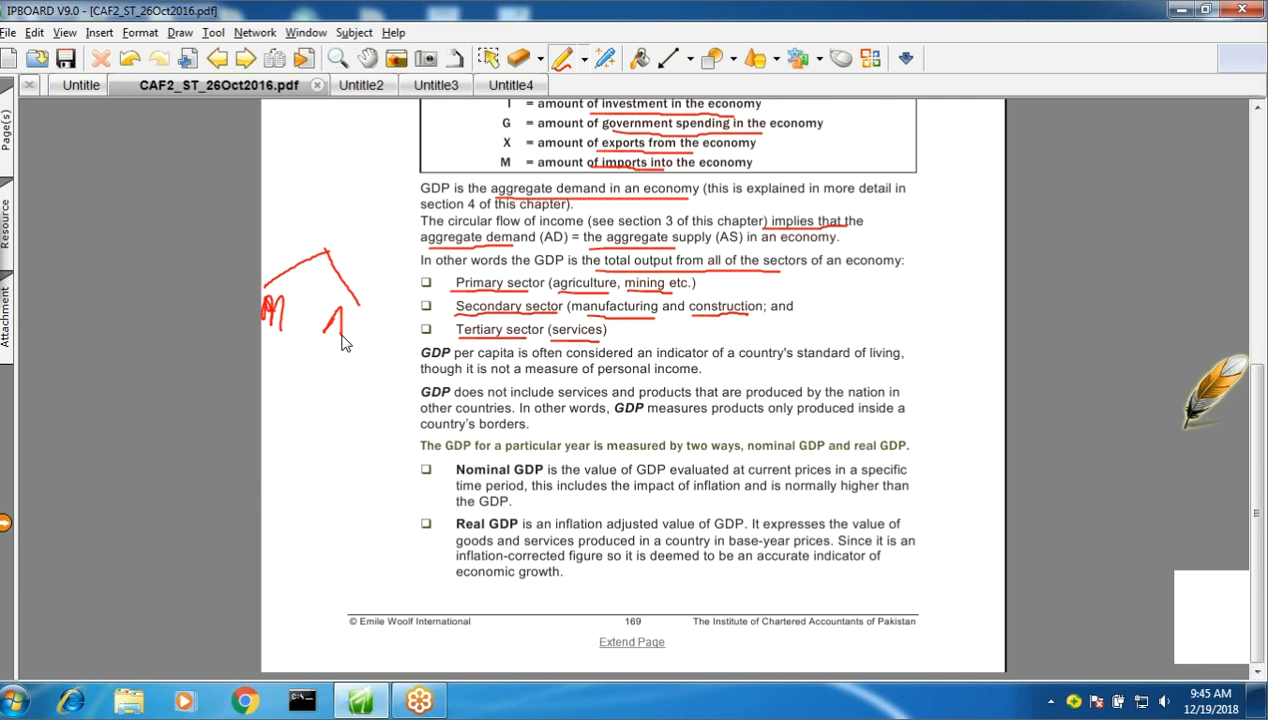 IPBOARD V9.0 - [CAF2_ST_26Oct2016.pdf]
File Edit View Insert Format Draw Tool Network Window Subject Help
Untitle CAF2_ST_26Oct2016.pdf Untitle2 Untitle3 Untitle4
Page(s)
Resource
Attachment
I = amount of investment in the economy
G = amount of government spending in the economy
X = amount of exports from the economy
M = amount of imports into the economy
GDP is the aggregate demand in an economy (this is explained in more detail in
section 4 of this chapter).
The circular flow of income (see section 3 of this chapter) implies that the
aggregate demand (AD) = the aggregate supply (AS) in an economy.
In other words the GDP is the total output from all of the sectors of an economy:
❑ Primary sector (agriculture, mining etc.)
❑ Secondary sector (manufacturing and construction; and
❑ Tertiary sector (services)
GDP per capita is often considered an indicator of a country's standard of living,
though it is not a measure of personal income.
GDP does not include services and products that are produced by the nation in
other countries. In other words, GDP measures products only produced inside a
country's borders.
The GDP for a particular year is measured by two ways, nominal GDP and real GDP.
❑ Nominal GDP is the value of GDP evaluated at current prices in a specific
time period, this includes the impact of inflation and is normally higher than
the GDP.
❑ Real GDP is an inflation adjusted value of GDP. It expresses the value of
goods and services produced in a country in base-year prices. Since it is an
inflation-corrected figure so it is deemed to be an accurate indicator of
economic growth.
© Emile Woolf International 169 The Institute of Chartered Accountants of Pakistan
Extend Page
9:45 AM
12/19/2018